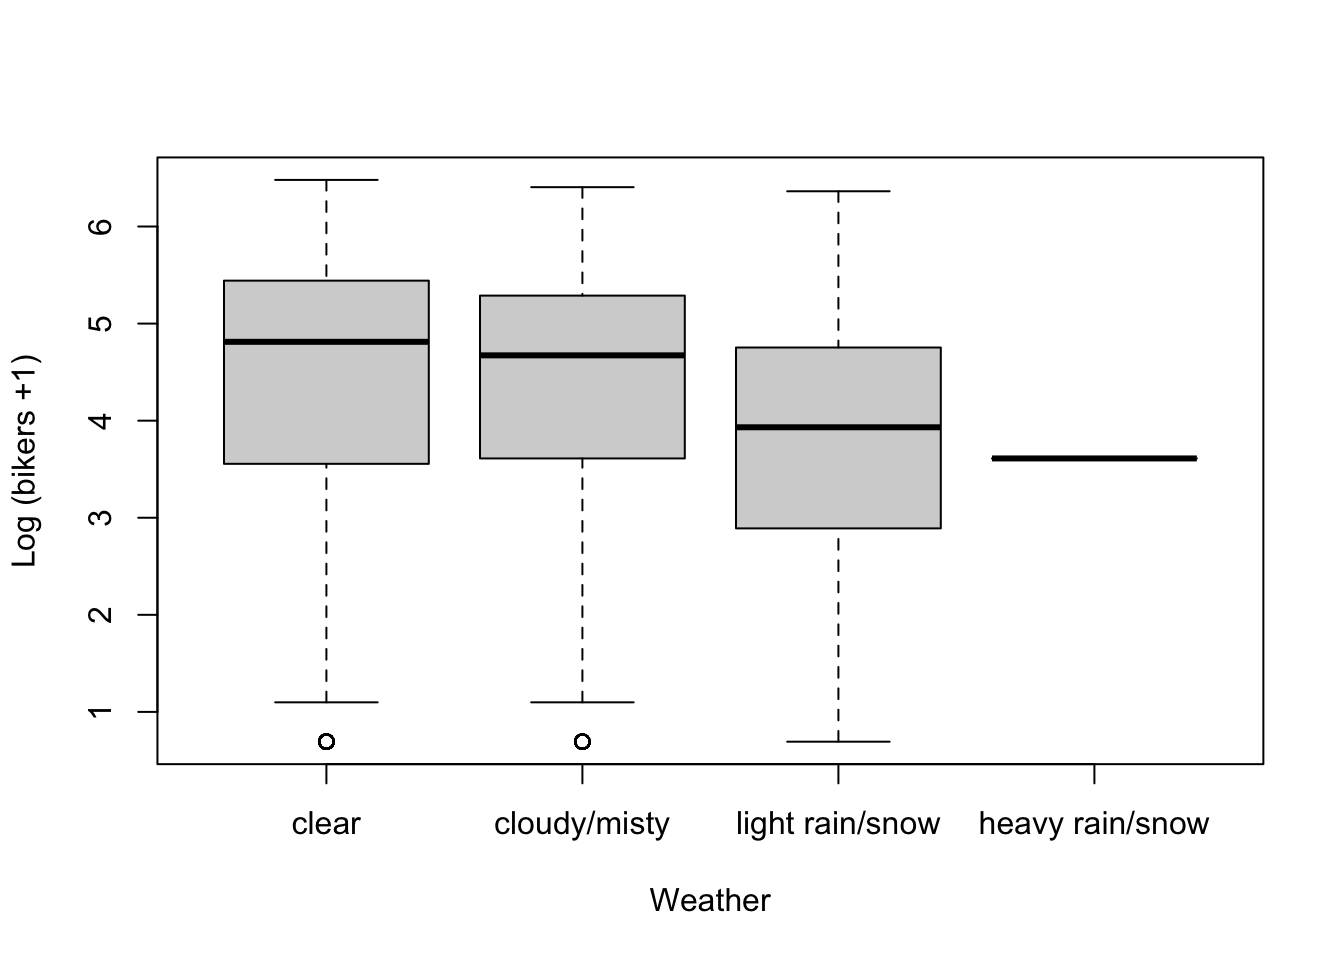 Log (bikers +1)
6
5
4
3
2
1
clear
cloudy/misty
light rain/snow
heavy rain/snow
Weather